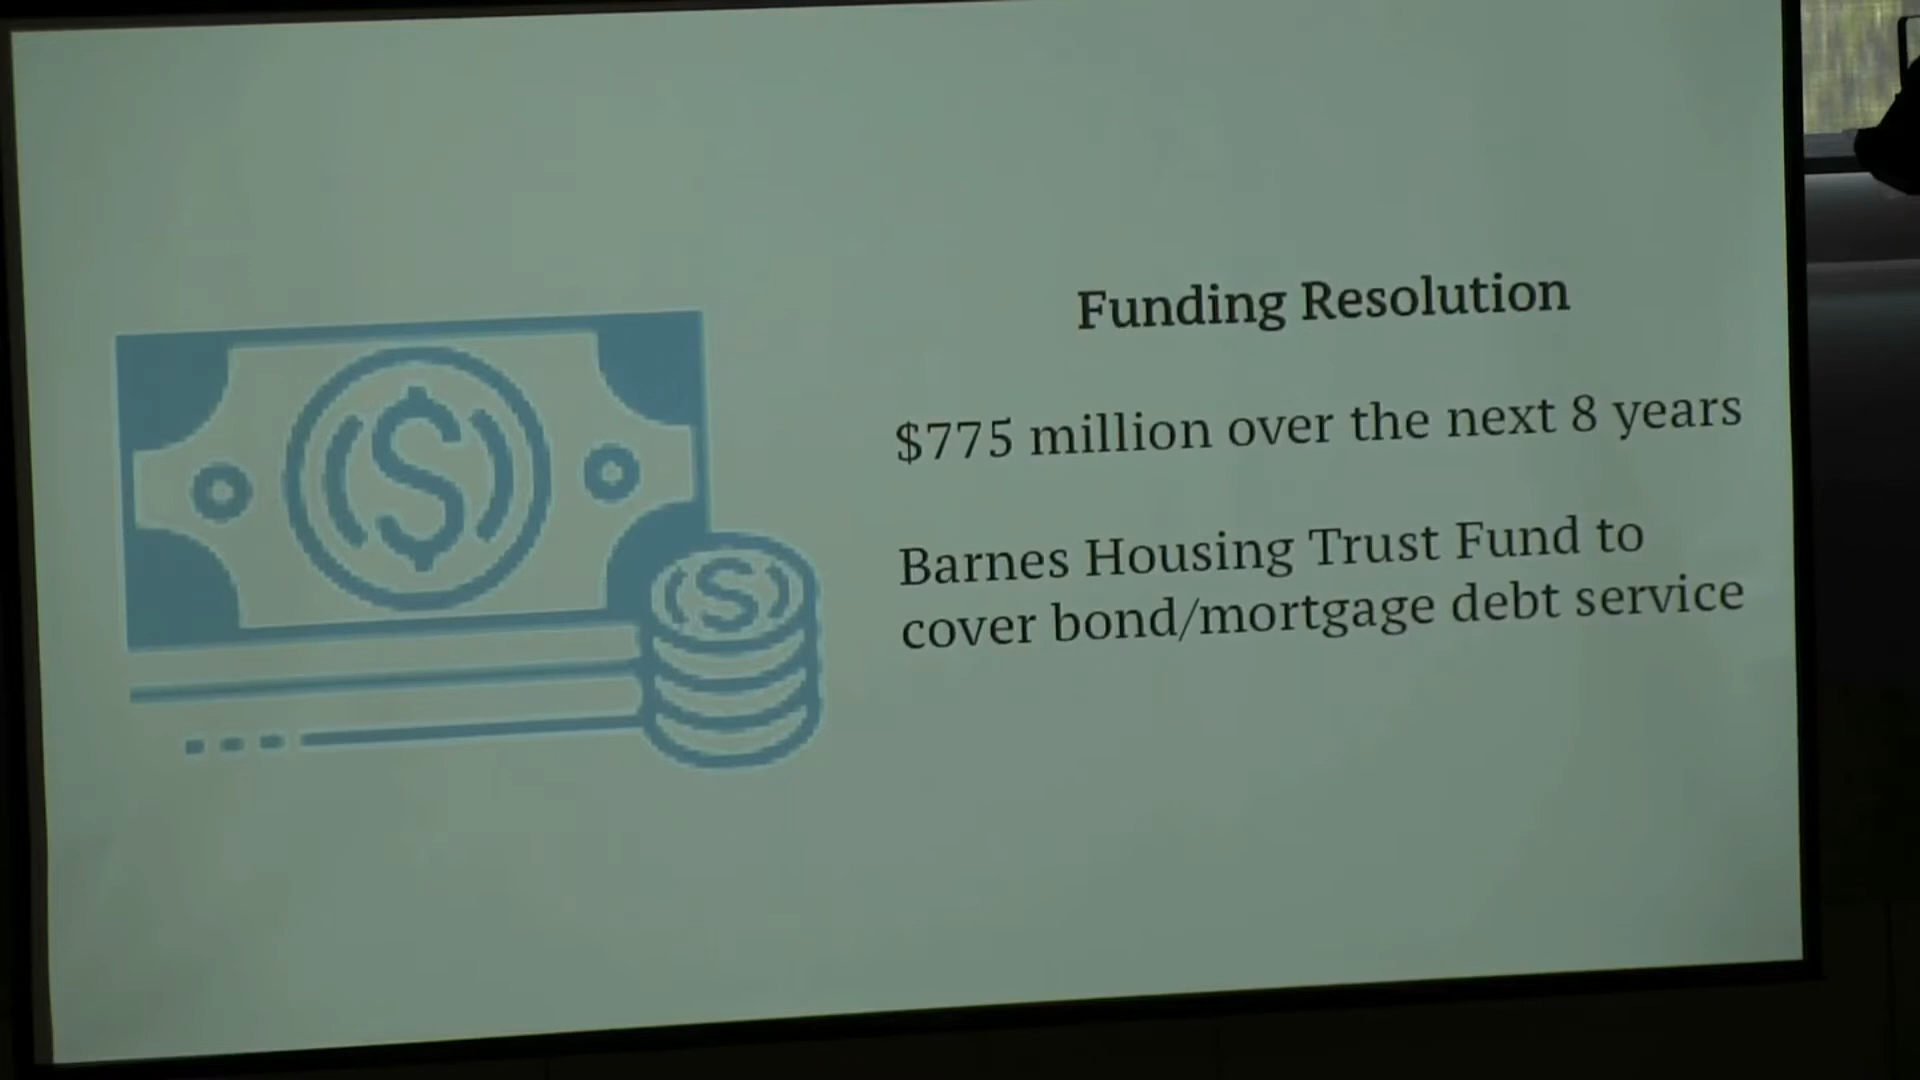 Funding Resolution
$775 million over the next 8 years
Barnes Housing Trust Fund to
cover bond/mortgage debt service